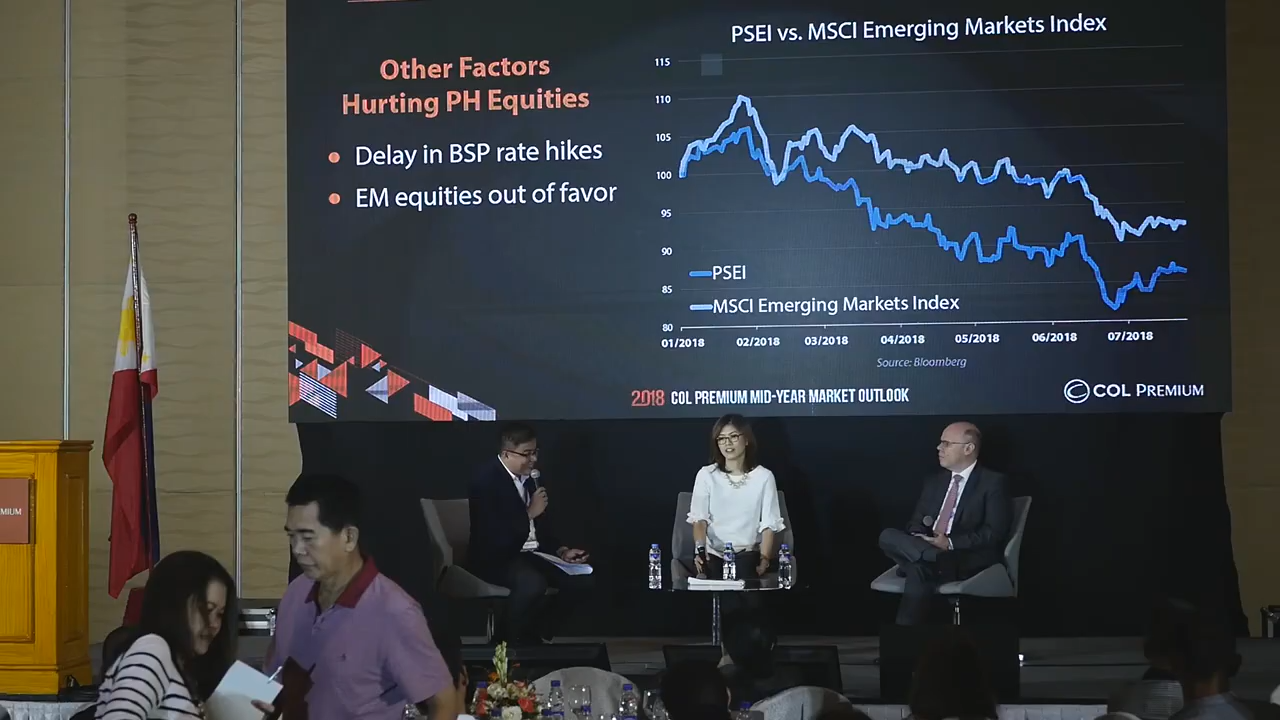 Other Factors
Hurting PH Equities
Delay in BSP rate hikes
EM equities out of favor
PSEI vs. MSCI Emerging Markets Index
115
110
105
100
95
90
85
80
PSEI
MSCI Emerging Markets Index
01/2018 02/2018 03/2018 04/2018 05/2018 06/2018 07/2018
Source: Bloomberg
2018 COL PREMIUM MID-YEAR MARKET OUTLOOK
COL PREMIUM
MIUM